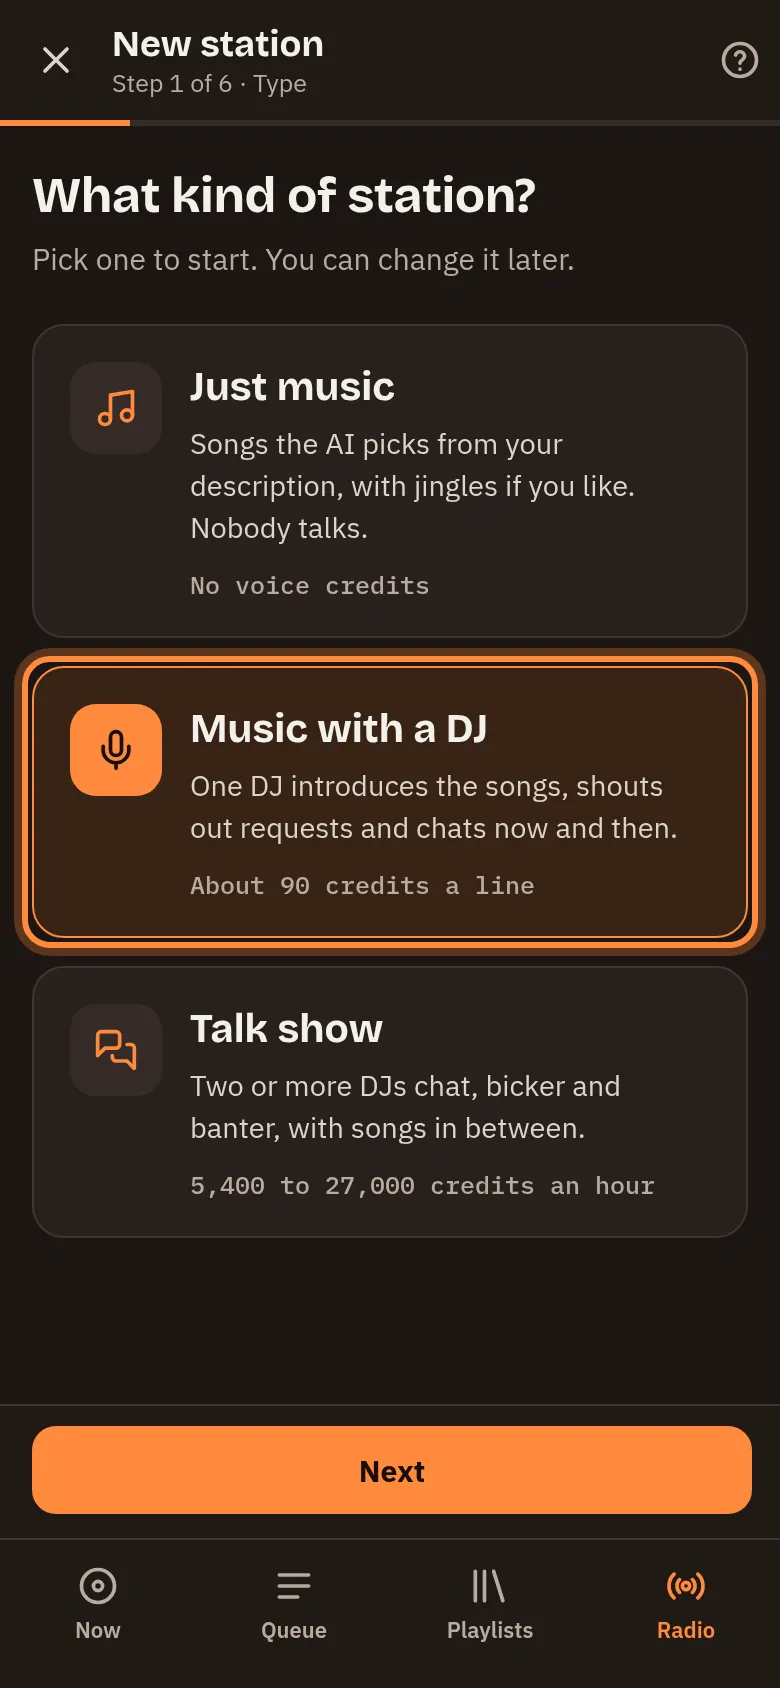 New station
Step 1 of 6 · Type
What kind of station?
Pick one to start. You can change it later.
Just music
Songs the AI picks from your
description, with jingles if you like.
Nobody talks.
No voice credits
Music with a DJ
One DJ introduces the songs, shouts
out requests and chats now and then.
About 90 credits a line
Talk show
Two or more DJs chat, bicker and
banter, with songs in between.
5,400 to 27,000 credits an hour
Next
Now
Queue
Playlists
Radio